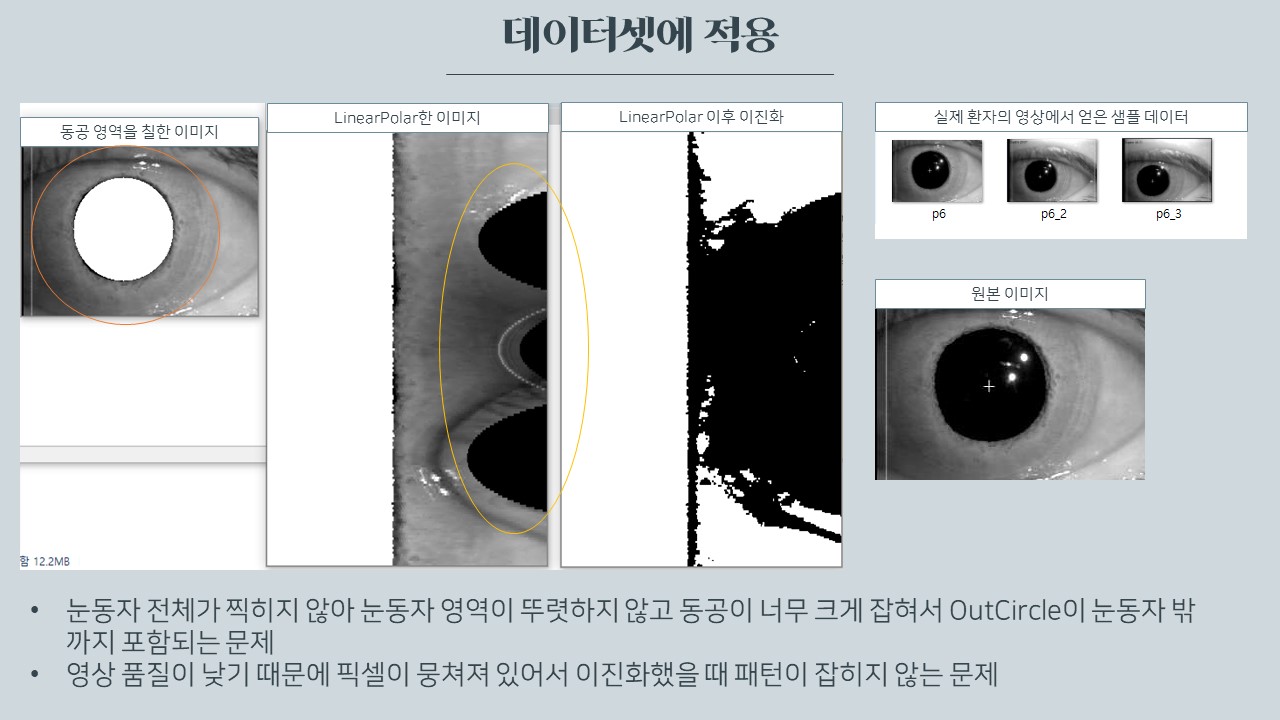 데이터셋에 적용
동공 영역을 칠한 이미지
LinearPolar한 이미지
LinearPolar 이후 이진화
실제 환자의 영상에서 얻은 샘플 데이터
p6
p6_2
p6_3
원본 이미지
함 12.2MB
• 눈동자 전체가 찍히지 않아 눈동자 영역이 뚜렷하지 않고 동공이 너무 크게 잡혀서 OutCircle이 눈동자 밖
까지 포함되는 문제
• 영상 품질이 낮기 때문에 픽셀이 뭉쳐져 있어서 이진화했을 때 패턴이 잡히지 않는 문제